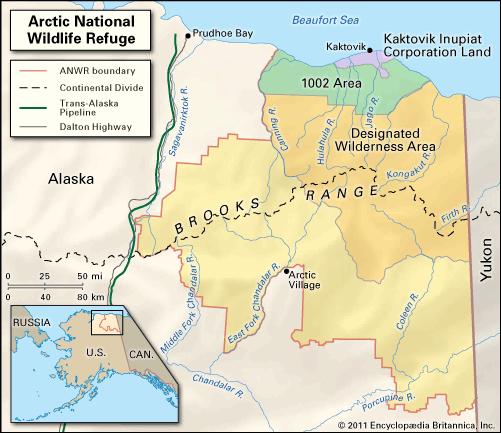 Arctic National
Wildlife Refuge
ANWR boundary
Continental Divide
Trans-Alaska
Pipeline
Dalton Highway
Beaufort Sea
Prudhoe Bay
Kaktovik
Kaktovik Inupiat
Corporation Land
1002 Area
Sagavanirktok R.
Canning R.
Hulahula R.
Jago R.
Designated
Wilderness Area
Kongakut R.
Alaska
BROOKS
RANGE
Firth R.
Yukon
0 25 50 mi
0 40 80 km
Middle Fork Chandalar R.
East Fork Chandalar R.
Arctic
Village
Coleen R.
Chandalar R.
Porcupine R.
RUSSIA
U.S.
CAN.
© 2011 Encyclopædia Britannica, Inc.